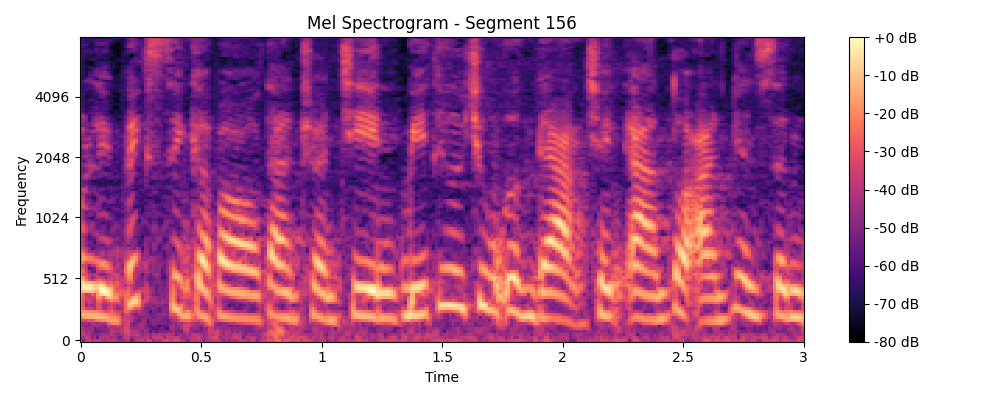 Mel Spectrogram - Segment 156
+0 dB
-10 dB
-20 dB
-30 dB
-40 dB
-50 dB
-60 dB
-70 dB
-80 dB
Frequency
4096
2048
1024
512
0
0 0.5 1 1.5 2 2.5 3
Time